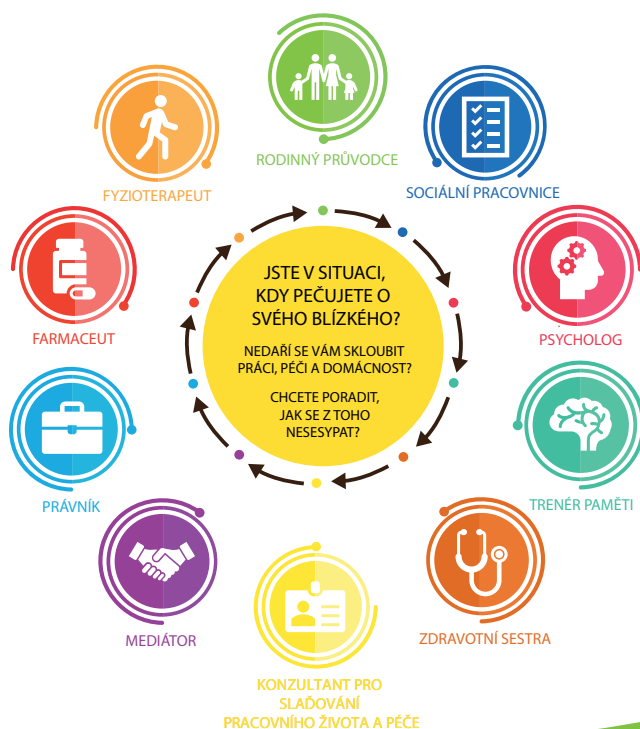 RODINNÝ PRŮVODCE
SOCIÁLNÍ PRACOVNICE
PSYCHOLOG
TRENÉR PAMĚTI
ZDRAVOTNÍ SESTRA
KONZULTANT PRO
SLAĎOVÁNÍ
PRACOVNÍHO ŽIVOTA A PÉČE
MEDIÁTOR
PRÁVNÍK
FARMACEUT
FYZIOTERAPEUT
JSTE V SITUACI,
KDY PEČUJETE O
SVÉHO BLÍZKÉHO?
NEDAŘÍ SE VÁM SKLOUBIT
PRÁCI, PÉČI A DOMÁCNOST?
CHCETE PORADIT,
JAK SE Z TOHO
NESESYPAT?